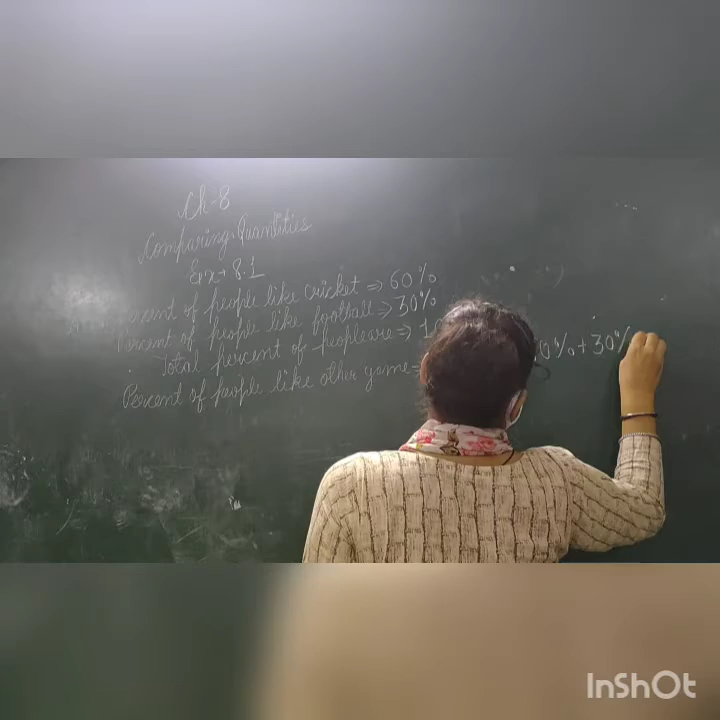 Ch-8
Comparing Quantities
Ex → 8.1
Percent of people like cricket ⇒ 60%
Percent of people like football ⇒ 30%
Total percent of people are ⇒ 1
Percent of people like other game = 0% + 30%
InShOt